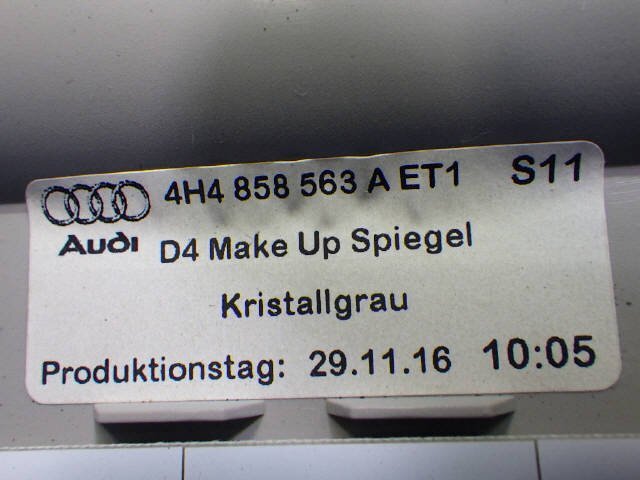 4H4 858 563 A ET1 S11
Audi D4 Make Up Spiegel
Kristallgrau
Produktionstag: 29.11.16 10:05